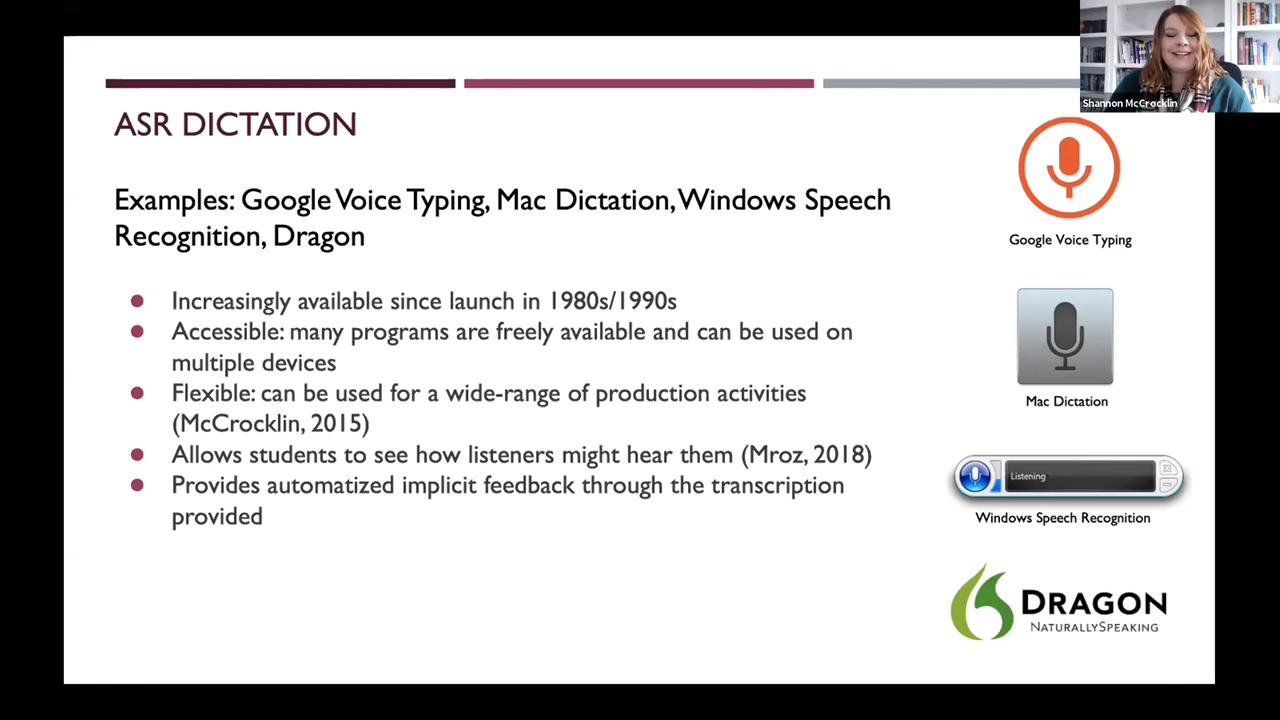 Shannon McCrocklin
ASR DICTATION
Examples: Google Voice Typing, Mac Dictation, Windows Speech
Recognition, Dragon
Increasingly available since launch in 1980s/1990s
Accessible: many programs are freely available and can be used on
multiple devices
Flexible: can be used for a wide-range of production activities
(McCrocklin, 2015)
Allows students to see how listeners might hear them (Mroz, 2018)
Provides automatized implicit feedback through the transcription
provided
Google Voice Typing
Mac Dictation
Listening
Windows Speech Recognition
DRAGON
NATURALLYSPEAKING